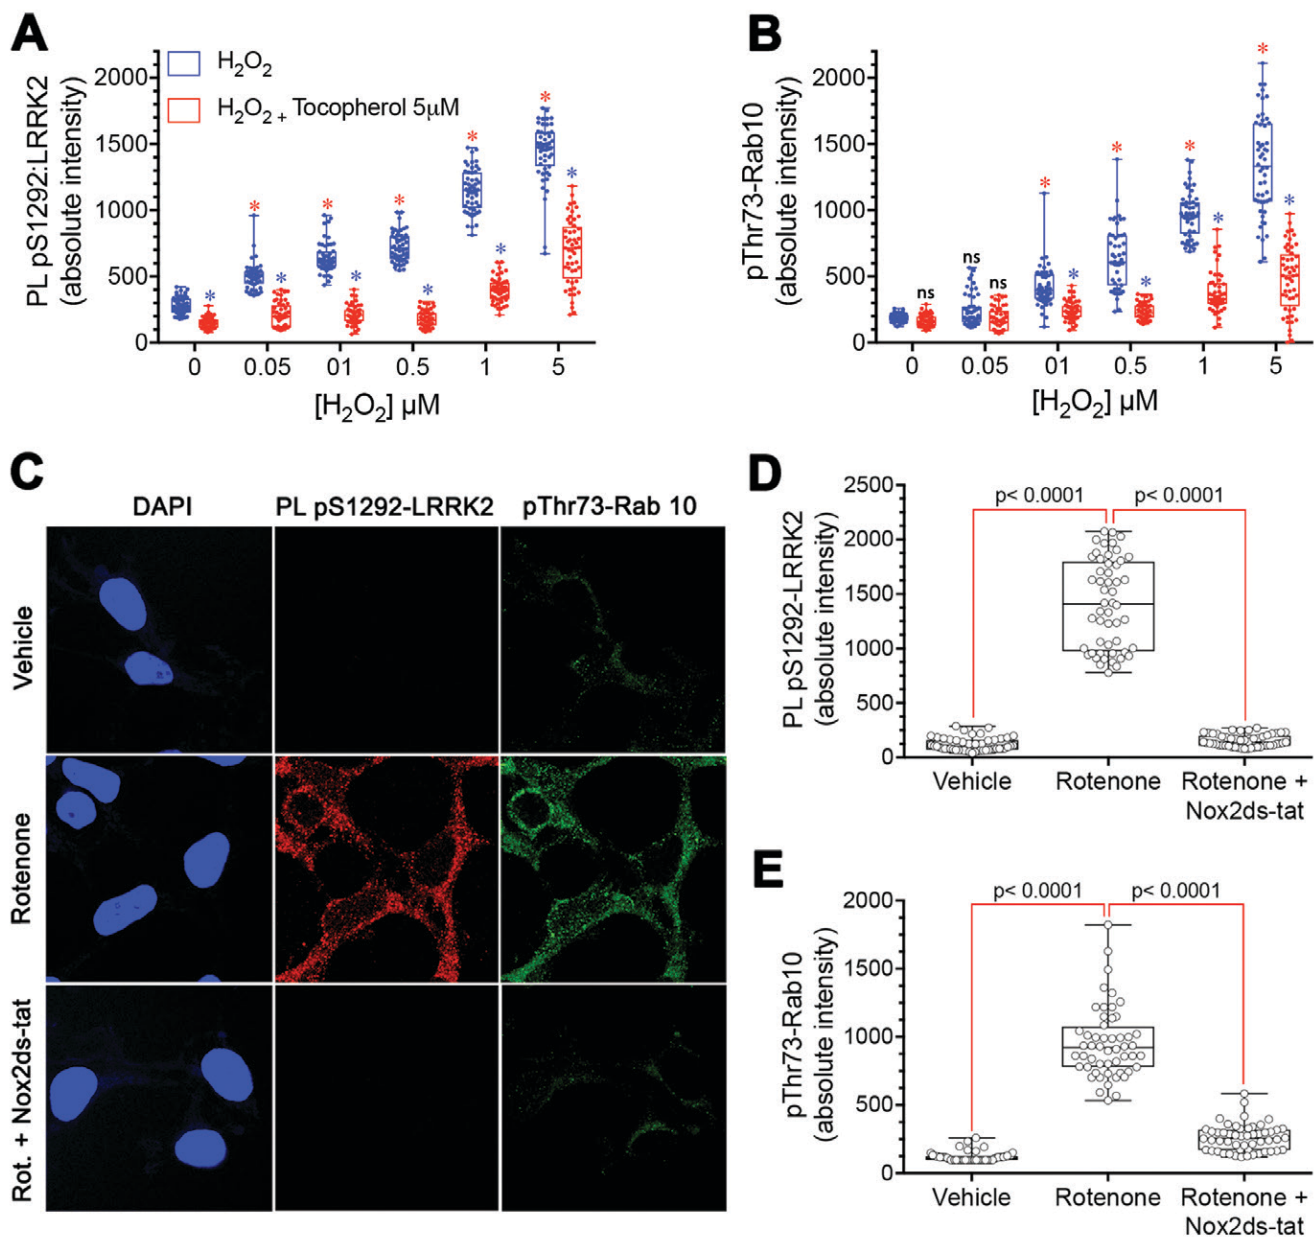 A
PL pS1292:LRRK2
(absolute intensity)
2000
1500
1000
500
0
H₂O₂
H₂O₂ + Tocopherol 5µM
* * * * * * * * * * *
0 0.05 01 0.5 1 5
[H₂O₂] µM
B
pThr73-Rab10
(absolute intensity)
2000
1500
1000
500
0
ns ns ns * * * * * * * *
0 0.05 01 0.5 1 5
[H₂O₂] µM
C
DAPI PL pS1292-LRRK2 pThr73-Rab 10
Vehicle
Rotenone
Rot. + Nox2ds-tat
D
PL pS1292-LRRK2
(absolute intensity)
2500
2000
1500
1000
500
0
p< 0.0001 p< 0.0001
Vehicle Rotenone Rotenone +
Nox2ds-tat
E
pThr73-Rab10
(absolute intensity)
2000
1500
1000
500
0
p< 0.0001 p< 0.0001
Vehicle Rotenone Rotenone +
Nox2ds-tat